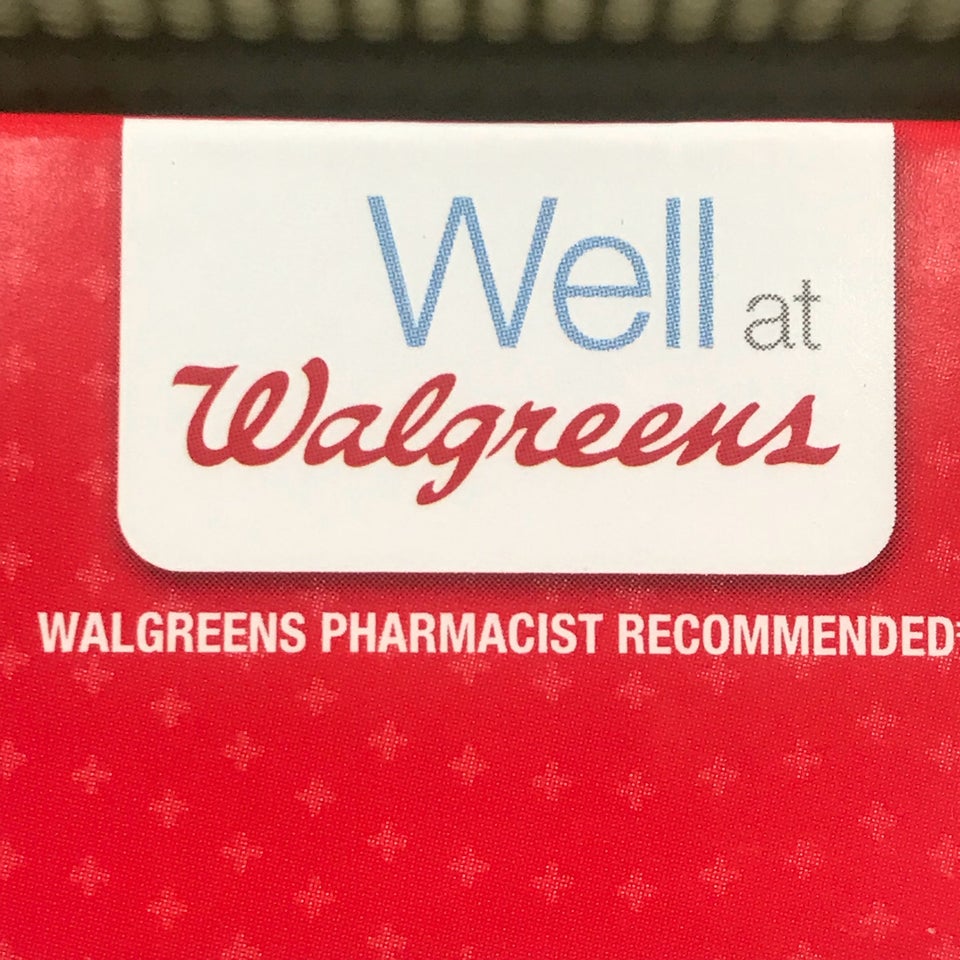 Well at
Walgreens
WALGREENS PHARMACIST RECOMMENDED‡